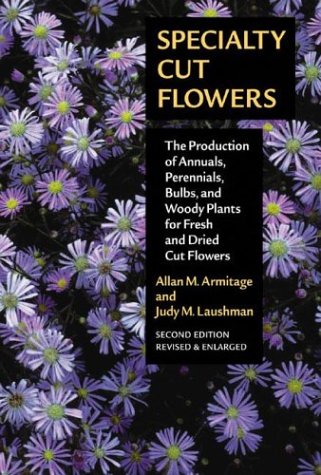 SPECIALTY
CUT
FLOWERS
The Production
of Annuals,
Perennials,
Bulbs, and
Woody Plants
for Fresh
and Dried
Cut Flowers
Allan M. Armitage
and
Judy M. Laushman
SECOND EDITION
REVISED & ENLARGED